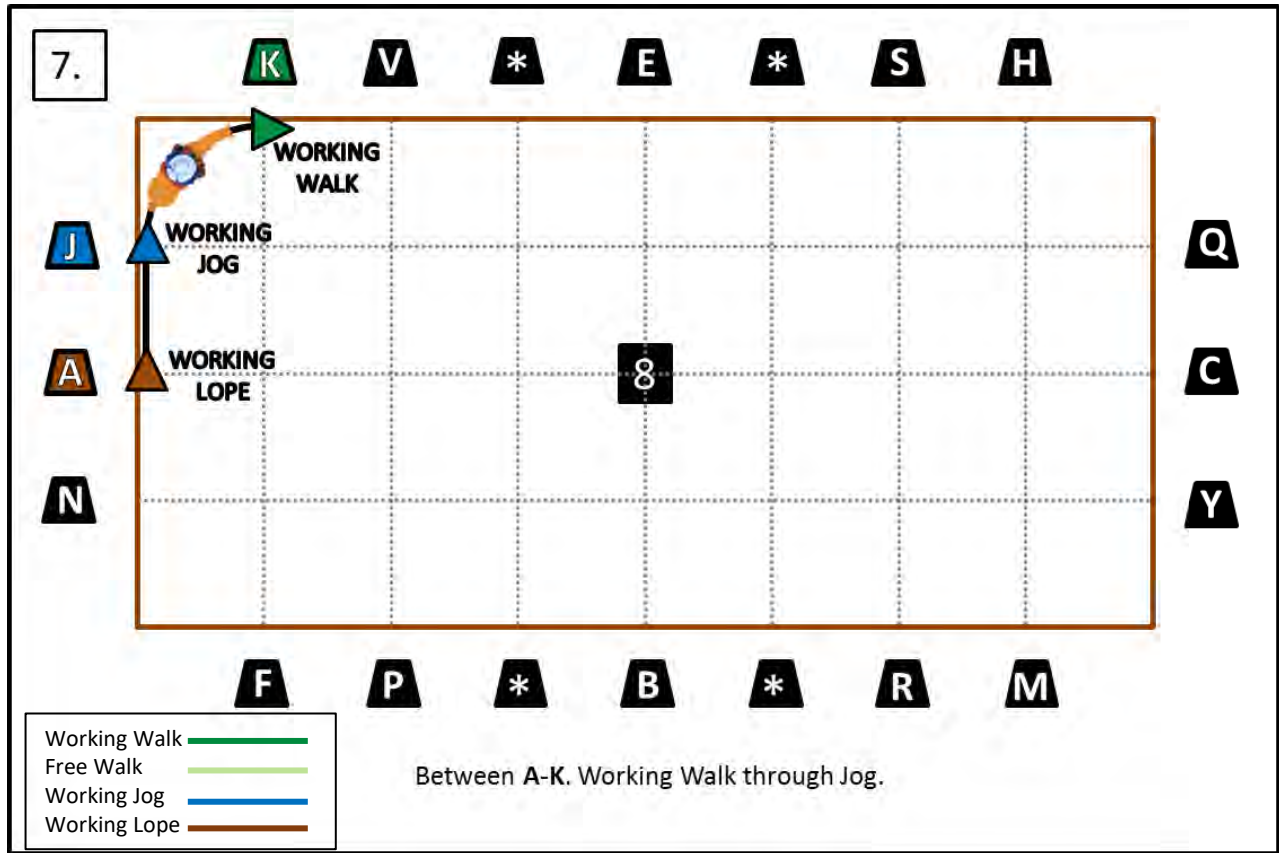 7.
K V * E * S H
WORKING
WALK
J WORKING
JOG
Q
A WORKING
LOPE
8
C
N
Y
F P * B * R M
Working Walk
Free Walk
Working Jog
Working Lope
Between A-K. Working Walk through Jog.